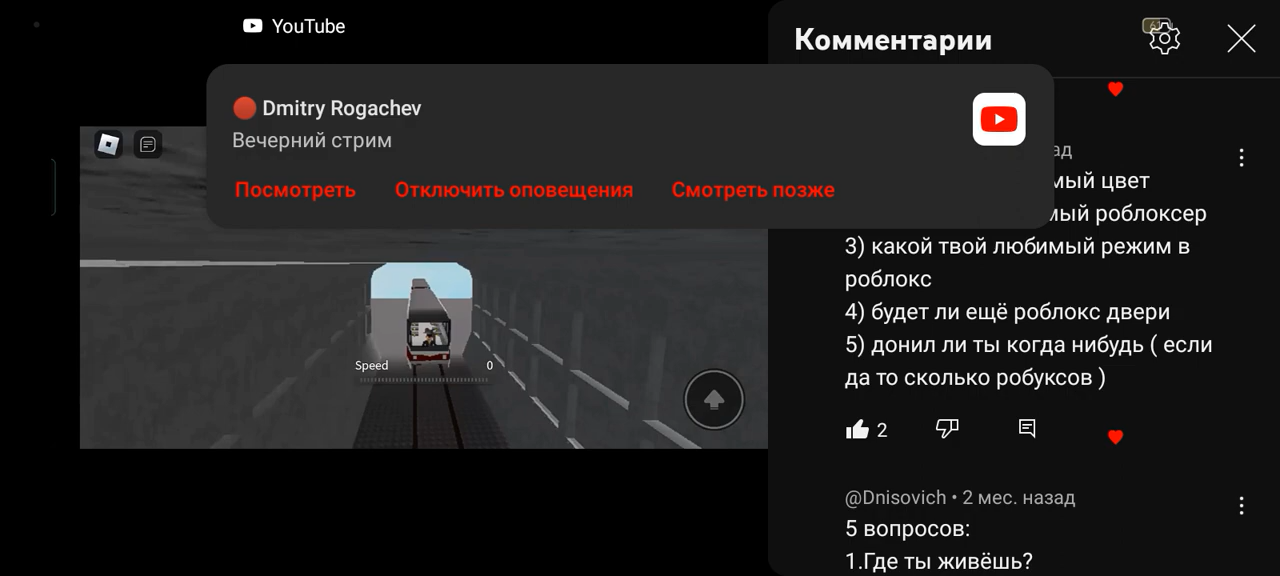 YouTube
Комментарии
Dmitry Rogachev
Вечерний стрим
Посмотреть Отключить оповещения Смотреть позже
ад
мый цвет
мый роблоксер
3) какой твой любимый режим в
роблокс
4) будет ли ещё роблокс двери
5) донил ли ты когда нибудь ( если
да то сколько робуксов )
2
Speed 0
@Dnisovich • 2 мес. назад
5 вопросов:
1.Где ты живёшь?